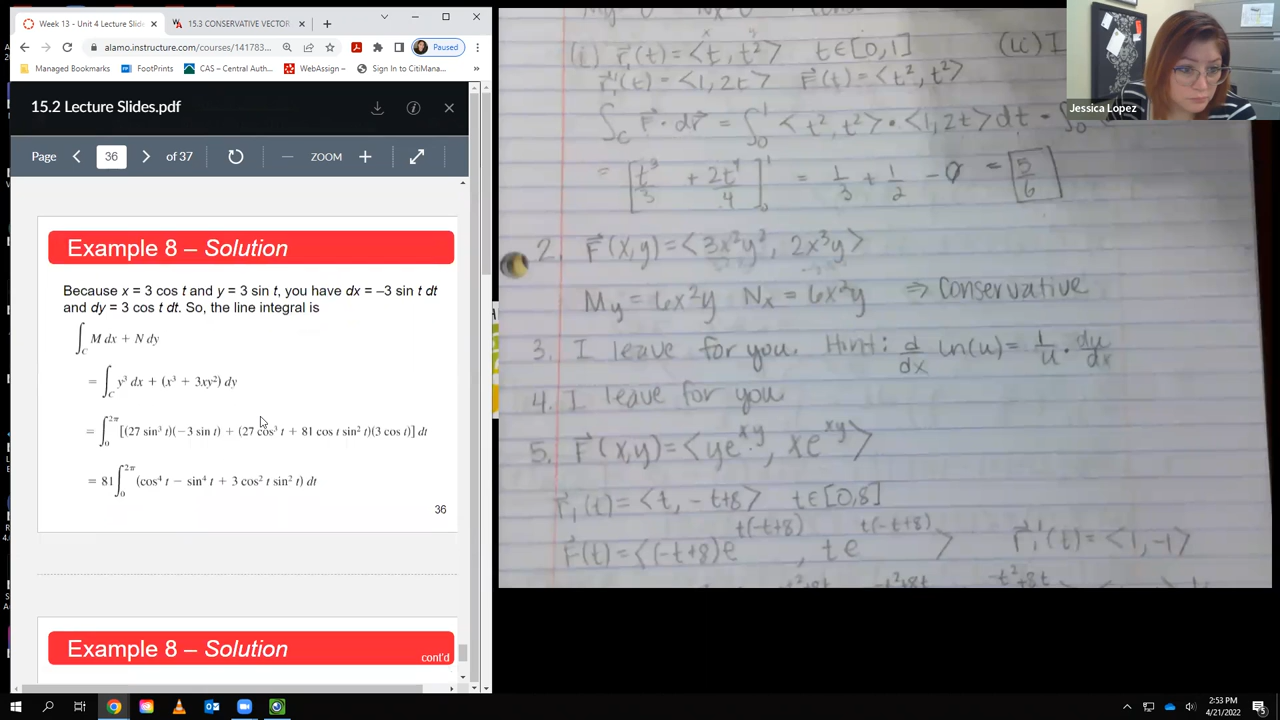 Week 13 - Unit 4 Lecture Slides
15.3 CONSERVATIVE VECTOR
alamo.instructure.com/courses/141783...
Paused
Managed Bookmarks
FootPrints
CAS – Central Auth...
WebAssign –
Sign In to CitiMana...
15.2 Lecture Slides.pdf
Page
36
of 37
ZOOM
Example 8 – Solution
Because x = 3 cos t and y = 3 sin t, you have dx = –3 sin t dt
and dy = 3 cos t dt. So, the line integral is
∫_C M dx + N dy
= ∫_C y³ dx + (x³ + 3xy²) dy
= ∫₀^{2π} [(27 sin³ t)(−3 sin t) + (27 cos³ t + 81 cos t sin² t)(3 cos t)] dt
= 81 ∫₀^{2π} (cos⁴ t − sin⁴ t + 3 cos² t sin² t) dt
36
Example 8 – Solution
cont'd
r⃗₁(t) = <t, t²> t∈[0,1]
r⃗₁'(t) = <1, 2t> F⃗(t) = <t², t²>
∫_C F⃗ • dr⃗ = ∫₀¹ <t², t²> • <1, 2t> dt
= [t³/3 + 2t⁴/4]₀¹ = 1/3 + 1/2 − 0 = 5/6
2. F⃗(x,y) = <3x²y², 2x³y>
My = 6x²y Nx = 6x²y ⇒ Conservative
3. I leave for you. Hint: d/dx ln(u) = 1/u • du/dx
4. I leave for you
5. F⃗(x,y) = <ye^{xy}, xe^{xy}>
r⃗₁(t) = <t, −t+8> t∈[0,8]
F⃗(t) = <(−t+8)e^{t(−t+8)}, te^{t(−t+8)}> r⃗₁'(t) = <1, −1>
Jessica Lopez
2:53 PM
4/21/2022